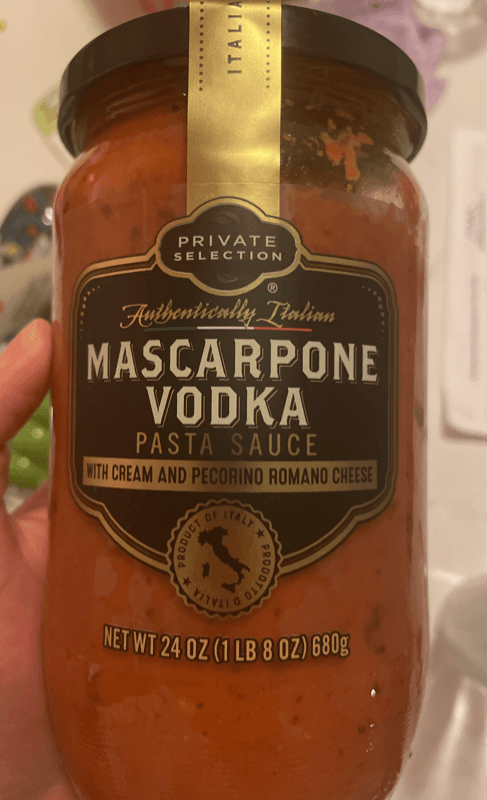 ITALIA
PRIVATE
SELECTION
®
Authentically Italian
MASCARPONE
VODKA
PASTA SAUCE
WITH CREAM AND PECORINO ROMANO CHEESE
PRODUCT OF ITALY
PRODOTTO D'ITALIA
NET WT 24 OZ (1 LB 8 OZ) 680g